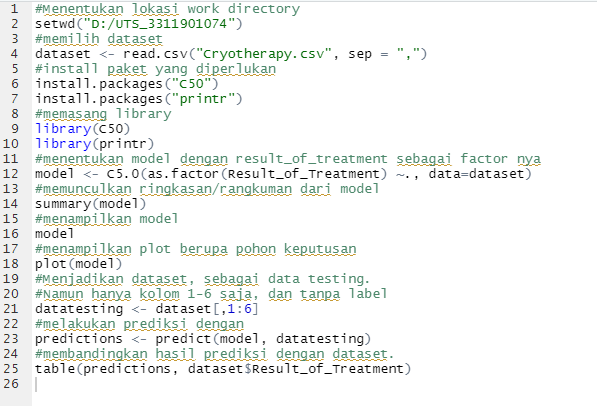 1 #Menentukan lokasi work directory
2 setwd("D:/UTS_3311901074")
3 #memilih dataset
4 dataset <- read.csv("Cryotherapy.csv", sep = ",")
5 #install paket yang diperlukan
6 install.packages("C50")
7 install.packages("printr")
8 #memasang library
9 library(C50)
10 library(printr)
11 #menentukan model dengan result_of_treatment sebagai factor nya
12 model <- C5.0(as.factor(Result_of_Treatment) ~., data=dataset)
13 #memunculkan ringkasan/rangkuman dari model
14 summary(model)
15 #menampilkan model
16 model
17 #menampilkan plot berupa pohon keputusan
18 plot(model)
19 #Menjadikan dataset, sebagai data testing.
20 #Namun hanya kolom 1-6 saja, dan tanpa label
21 datatesting <- dataset[,1:6]
22 #melakukan prediksi dengan
23 predictions <- predict(model, datatesting)
24 #membandingkan hasil prediksi dengan dataset.
25 table(predictions, dataset$Result_of_Treatment)
26